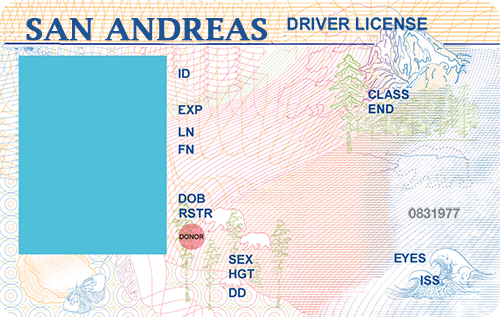 SAN ANDREAS DRIVER LICENSE
ID
CLASS
END
EXP
LN
FN
DOB
RSTR
0831977
DONOR
SEX
HGT
DD
EYES
ISS